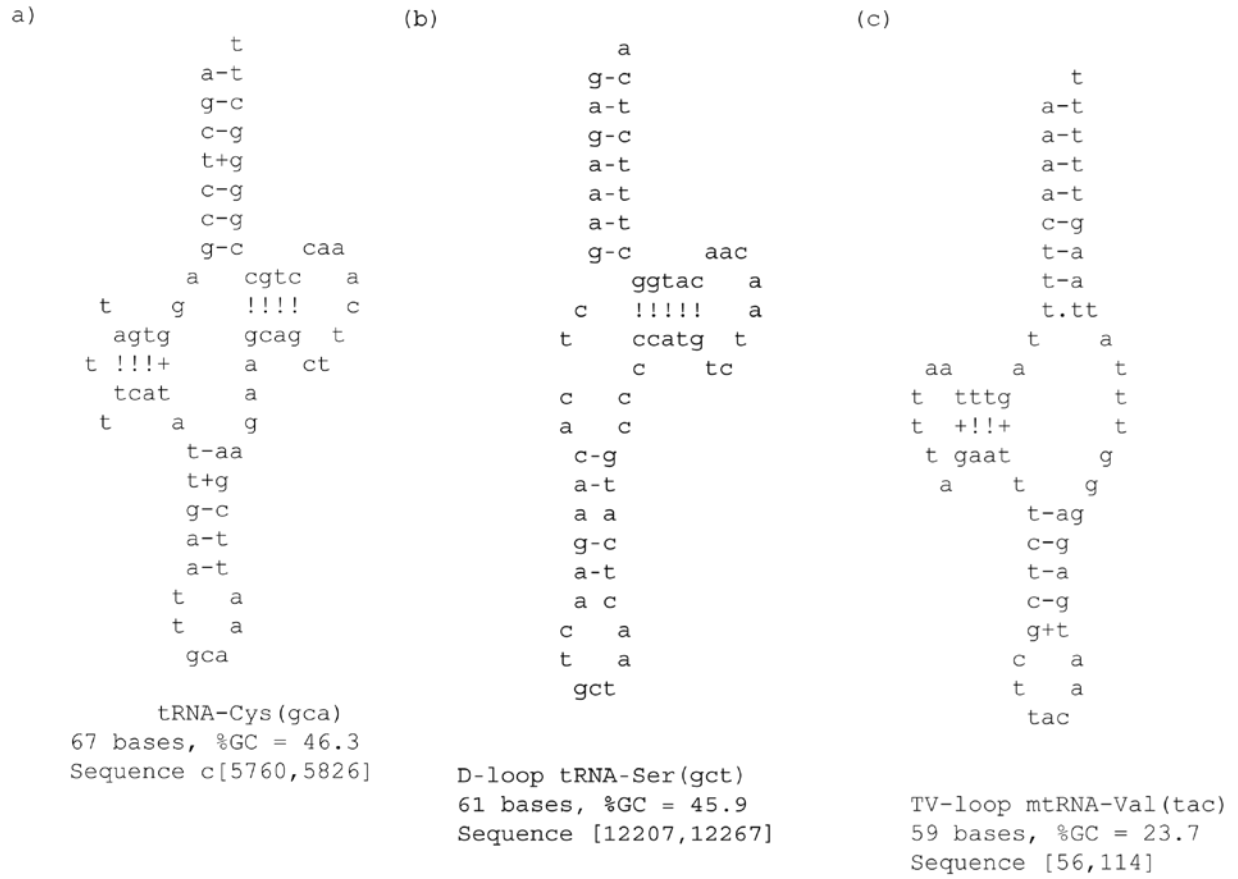 a)
t
a-t
g-c
c-g
t+g
c-g
c-g
g-c caa
a cgtc a
t g !!!! c
agtg gcag t
t !!!+ a ct
tcat a
t a g
t-aa
t+g
g-c
a-t
a-t
t a
t a
gca
tRNA-Cys(gca)
67 bases, %GC = 46.3
Sequence c[5760,5826]
(b)
a
g-c
a-t
g-c
a-t
a-t
a-t
g-c aac
ggtac a
c !!!!! a
t ccatg t
c tc
c c
a c
c-g
a-t
a a
g-c
a-t
a c
c a
t a
gct
D-loop tRNA-Ser(gct)
61 bases, %GC = 45.9
Sequence [12207,12267]
(c)
t
a-t
a-t
a-t
a-t
c-g
t-a
t-a
t.tt
t a
aa a t
t tttg t
t +!!+ t
t gaat g
a t g
t-ag
c-g
t-a
c-g
g+t
c a
t a
tac
TV-loop mtRNA-Val(tac)
59 bases, %GC = 23.7
Sequence [56,114]